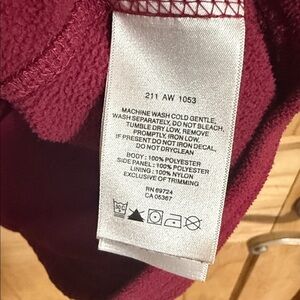 211 AW 1053
MACHINE WASH COLD GENTLE,
WASH SEPARATELY, DO NOT BLEACH,
TUMBLE DRY LOW, REMOVE
PROMPTLY, IRON LOW
IF PRESENT DO NOT IRON DECAL,
DO NOT DRYCLEAN
BODY : 100% POLYESTER
SIDE PANEL : 100% POLYESTER
LINING : 100% NYLON
EXCLUSIVE OF TRIMMING
RN 69724
CA 05367